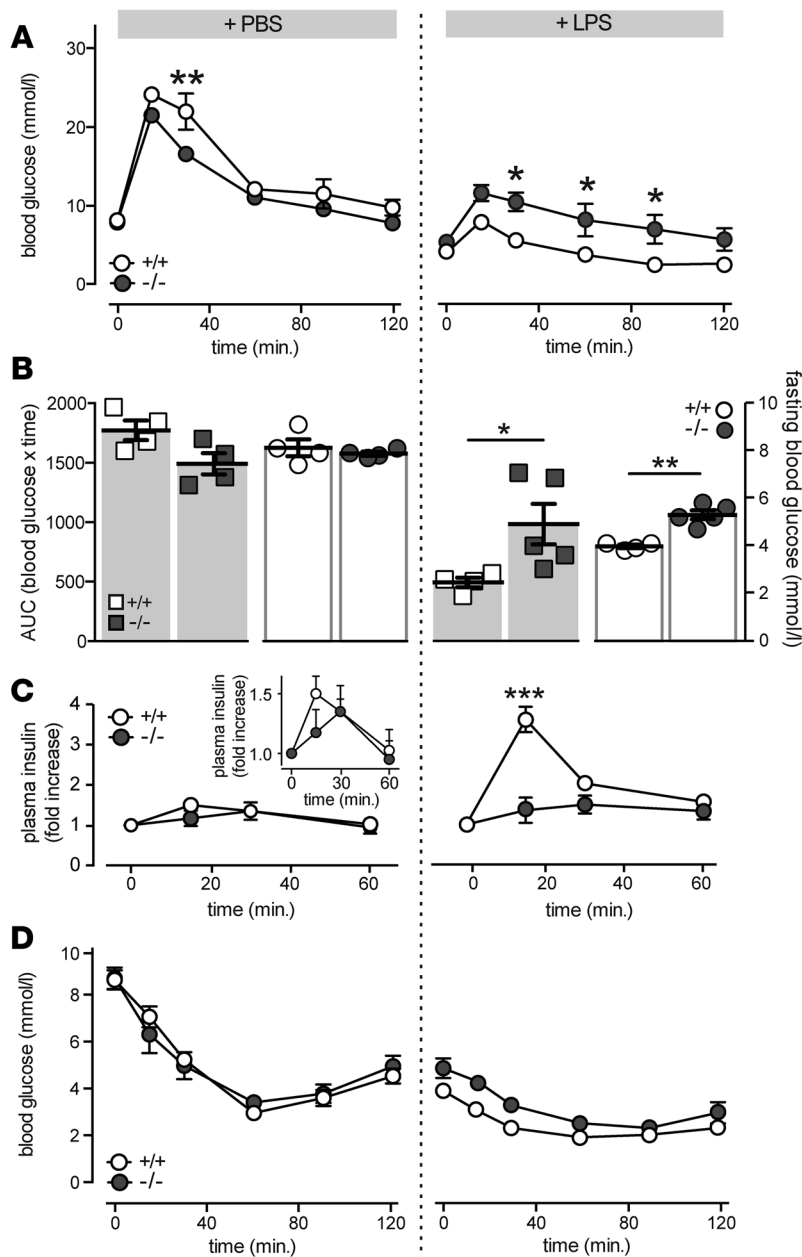 + PBS
+ LPS
A
blood glucose (mmol/l)
30
20
10
0
**
+/+
-/-
* * *
0 40 80 120
time (min.)
0 40 80 120
time (min.)
B
AUC (blood glucose x time)
2000
1500
1000
500
0
+/+
-/-
*
**
+/+
-/-
10
8
6
4
2
0
fasting blood glucose (mmol/l)
C
plasma insulin
(fold increase)
4
3
2
1
0
+/+
-/-
plasma insulin
(fold increase)
1.5
1.0
0 30 60
time (min.)
***
0 20 40 60
time (min.)
0 20 40 60
time (min.)
D
blood glucose (mmol/l)
10
8
6
4
2
0
+/+
-/-
0 40 80 120
time (min.)
0 40 80 120
time (min.)